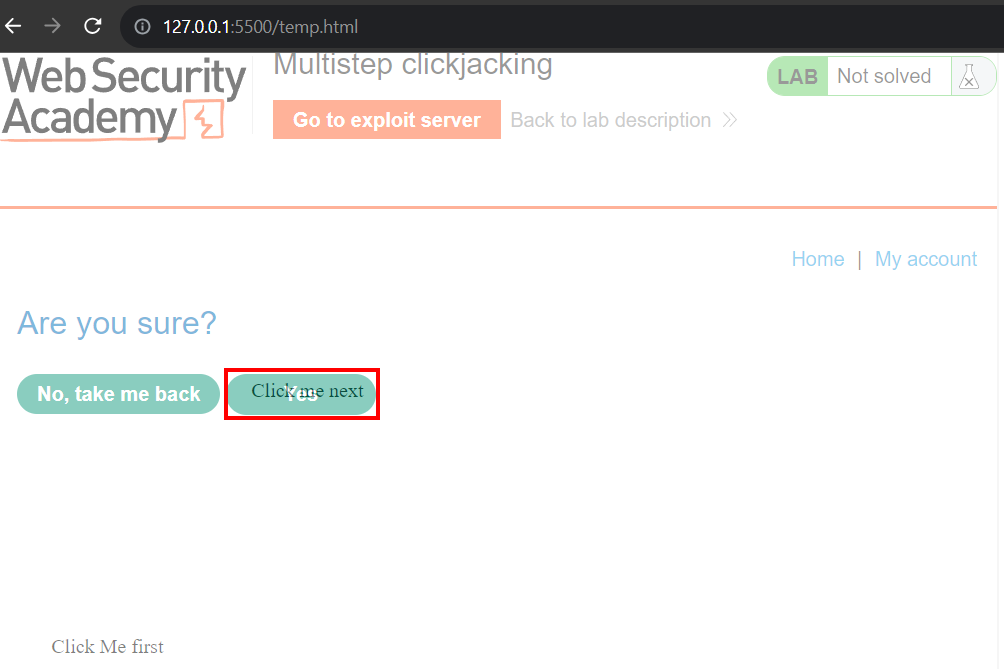 127.0.0.1:5500/temp.html
Web Security
Academy
Multistep clickjacking
LAB Not solved
Go to exploit server Back to lab description
Home | My account
Are you sure?
No, take me back
Yes
Click me next
Click Me first